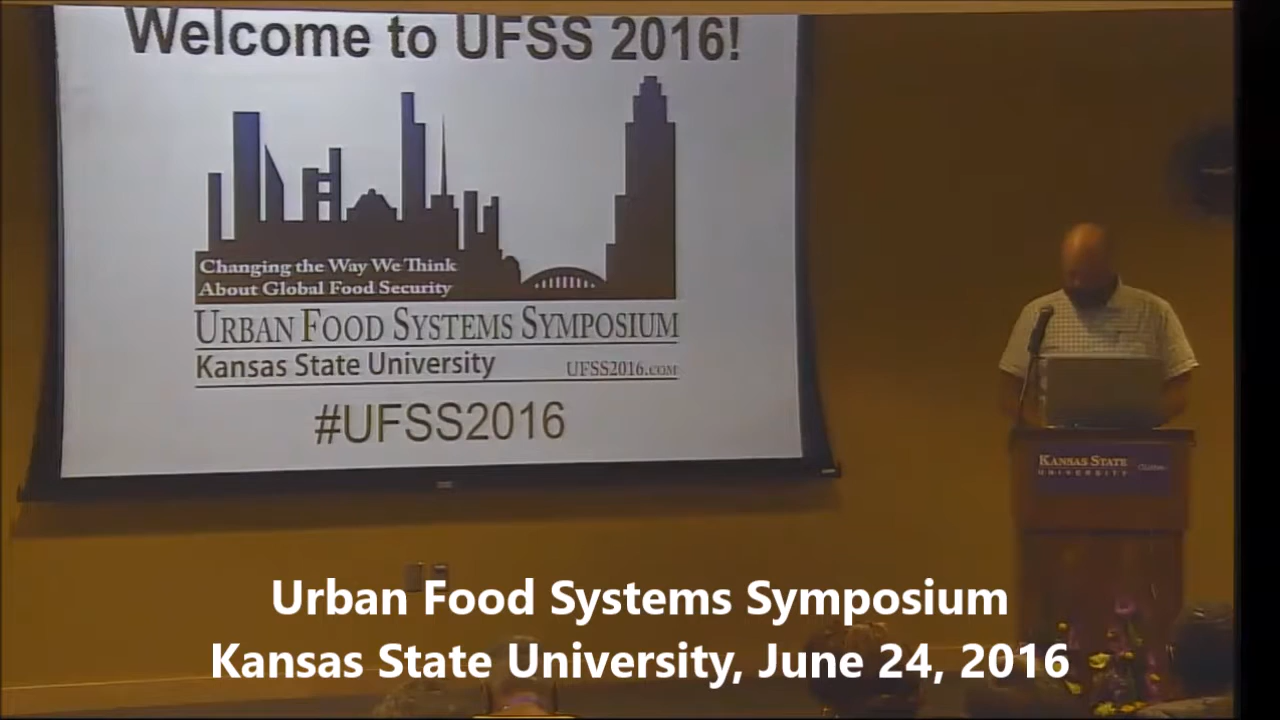 Welcome to UFSS 2016!
Changing the Way We Think
About Global Food Security
URBAN FOOD SYSTEMS SYMPOSIUM
Kansas State University
UFSS2016.COM
#UFSS2016
KANSAS STATE
UNIVERSITY
Urban Food Systems Symposium
Kansas State University, June 24, 2016